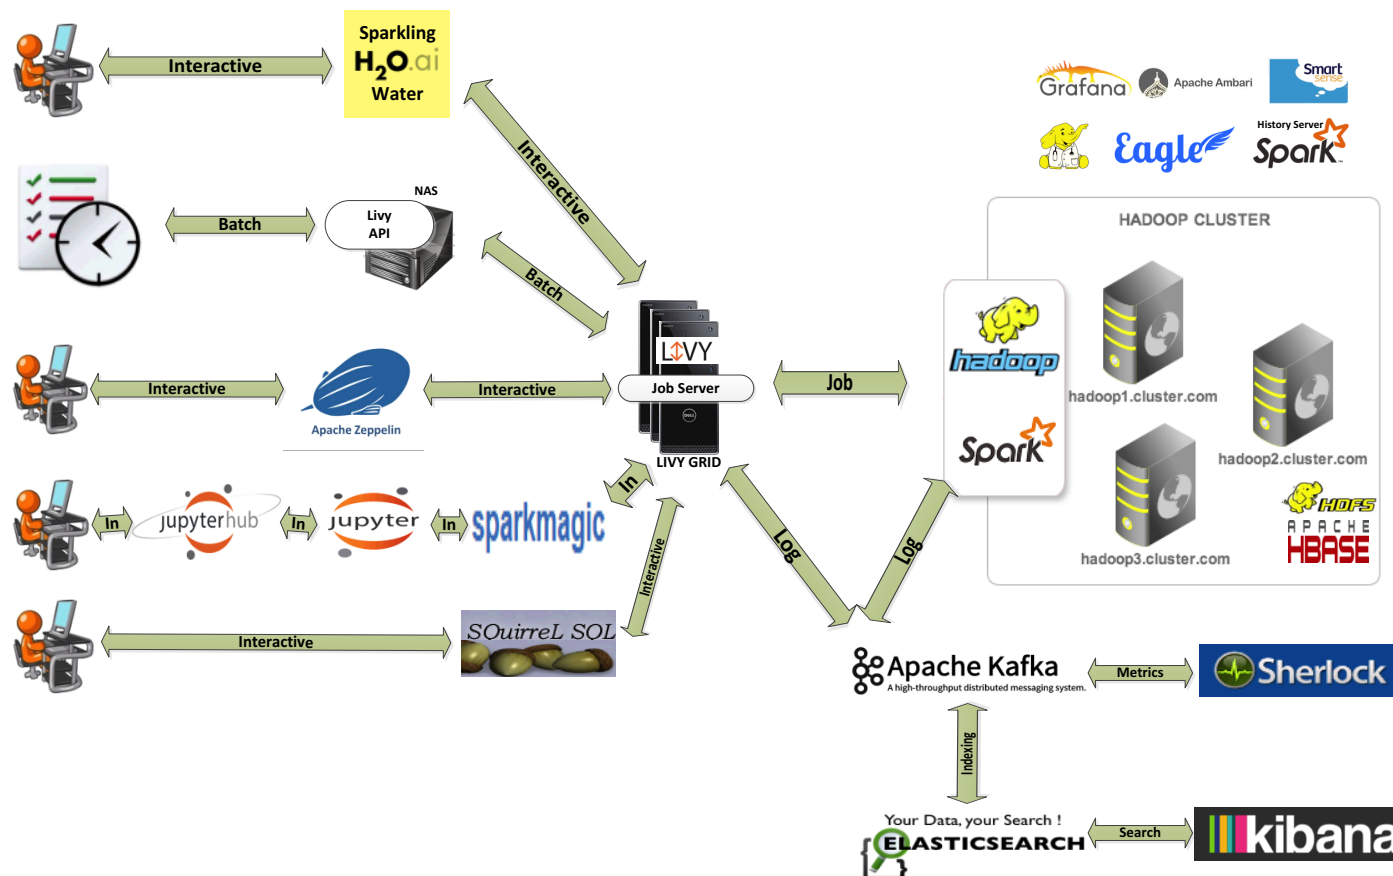 Sparkling
H2O.ai
Water
Interactive
Interactive
Grafana
Apache Ambari
Smart
sense
Eagle
History Server
Spark
NAS
Livy
API
Batch
Batch
HADOOP CLUSTER
LIVY
Job Server
DELL
LIVY GRID
Interactive
Apache Zeppelin
Interactive
Job
hadoop
Spark
hadoop1.cluster.com
hadoop2.cluster.com
hadoop3.cluster.com
HDFS
APACHE
HBASE
In
jupyterhub
In
jupyter
In
sparkmagic
In
Interactive
Log
Log
Interactive
SQuirreL SQL
Apache Kafka
A high-throughput distributed messaging system.
Metrics
Sherlock
Indexing
Your Data, your Search !
ELASTICSEARCH
Search
kibana